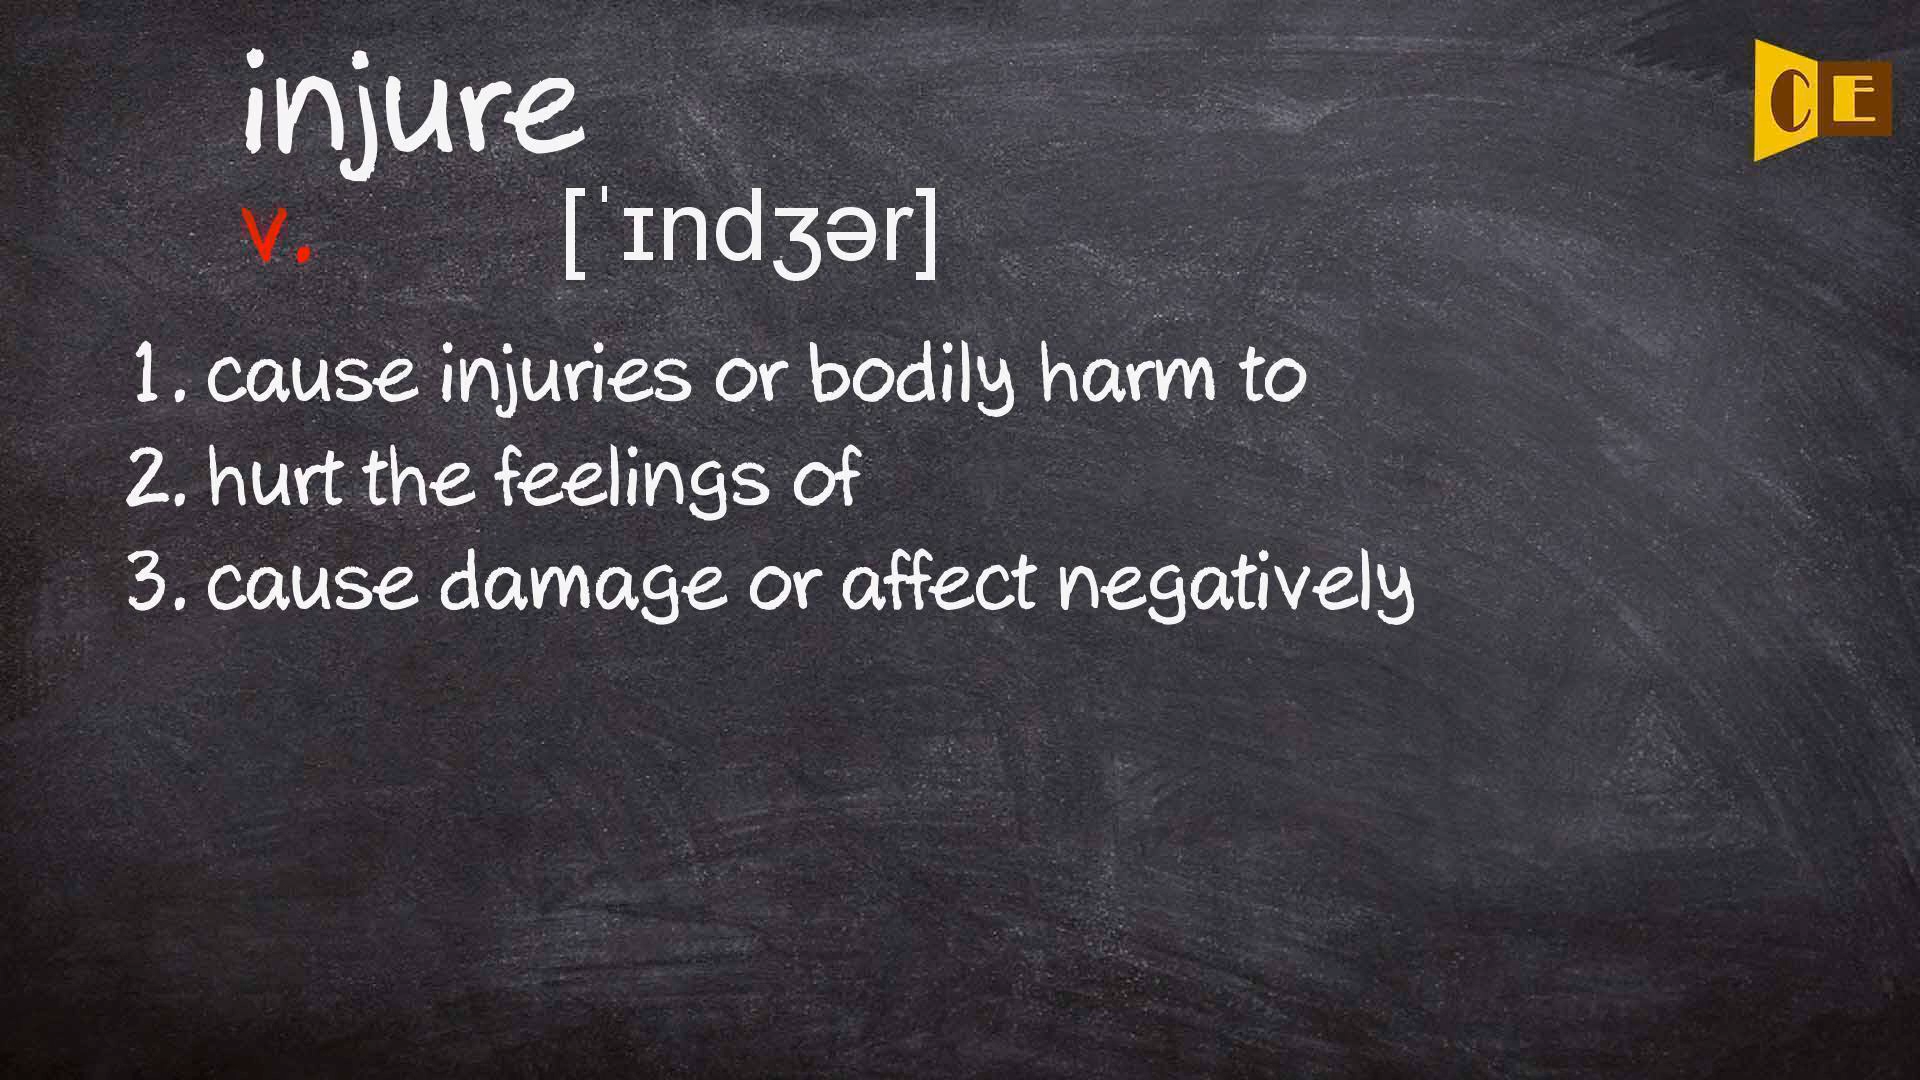 injure
CE
v. [ˈɪndʒər]
1. cause injuries or bodily harm to
2. hurt the feelings of
3. cause damage or affect negatively